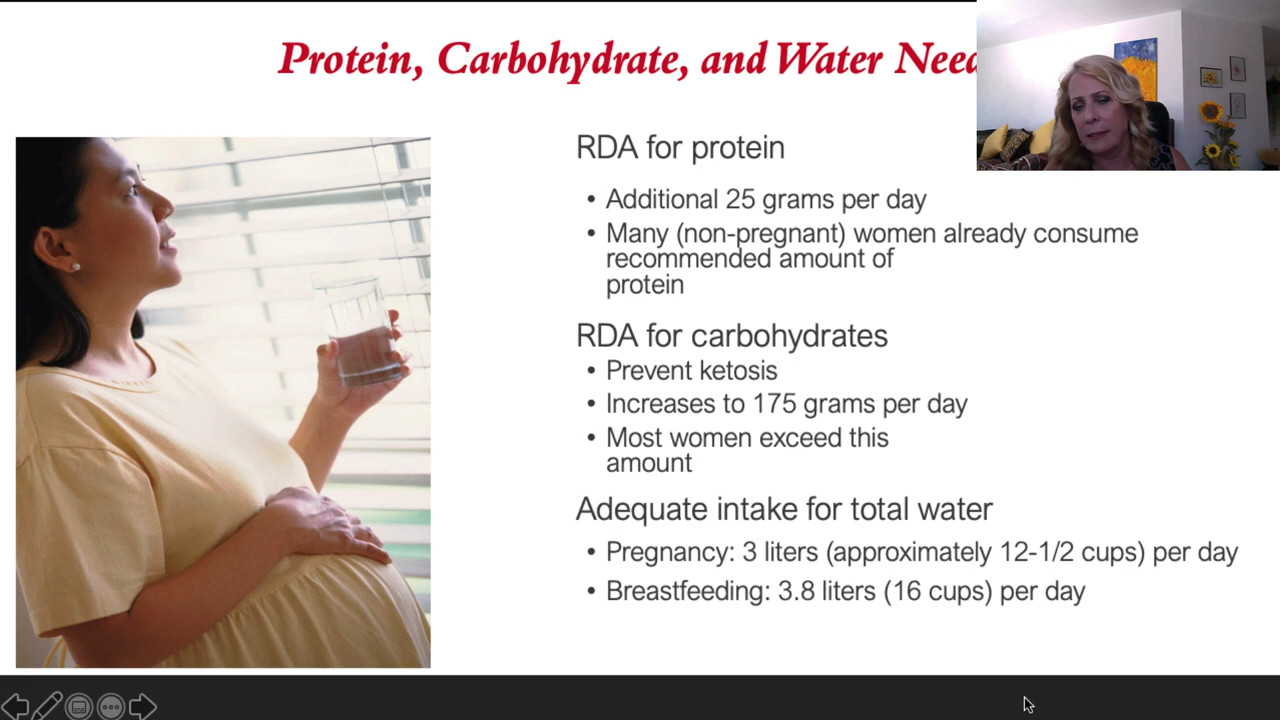 Protein, Carbohydrate, and Water
RDA for protein
• Additional 25 grams per day
• Many (non-pregnant) women already consume
recommended amount of
protein
RDA for carbohydrates
• Prevent ketosis
• Increases to 175 grams per day
• Most women exceed this
amount
Adequate intake for total water
• Pregnancy: 3 liters (approximately 12-1/2 cups) per day
• Breastfeeding: 3.8 liters (16 cups) per day